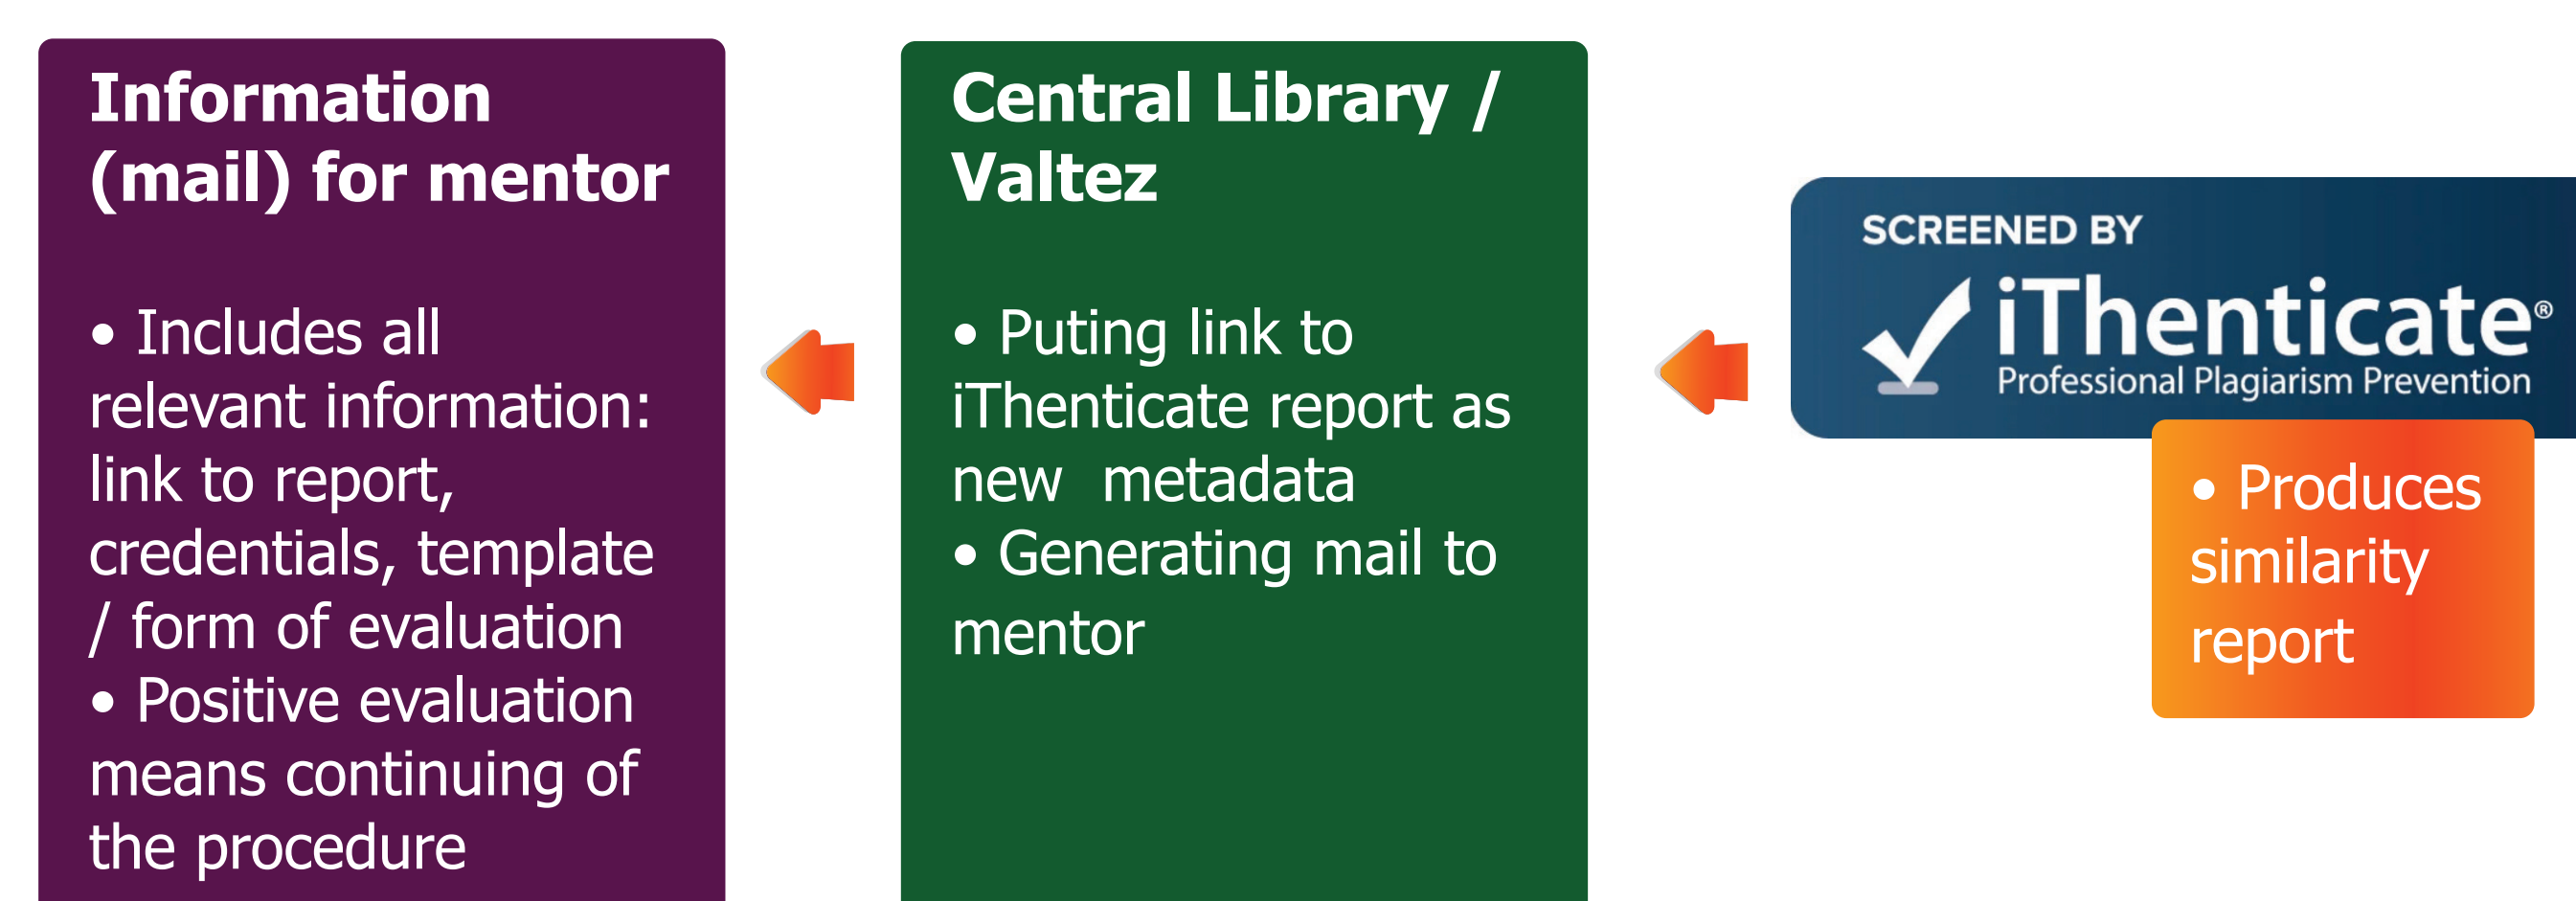 Information
(mail) for mentor
• Includes all
relevant information:
link to report,
credentials, template
/ form of evaluation
• Positive evaluation
means continuing of
the procedure
Central Library /
Valtez
• Puting link to
iThenticate report as
new  metadata
• Generating mail to
mentor
SCREENED BY
iThenticate®
Professional Plagiarism Prevention
• Produces
similarity
report